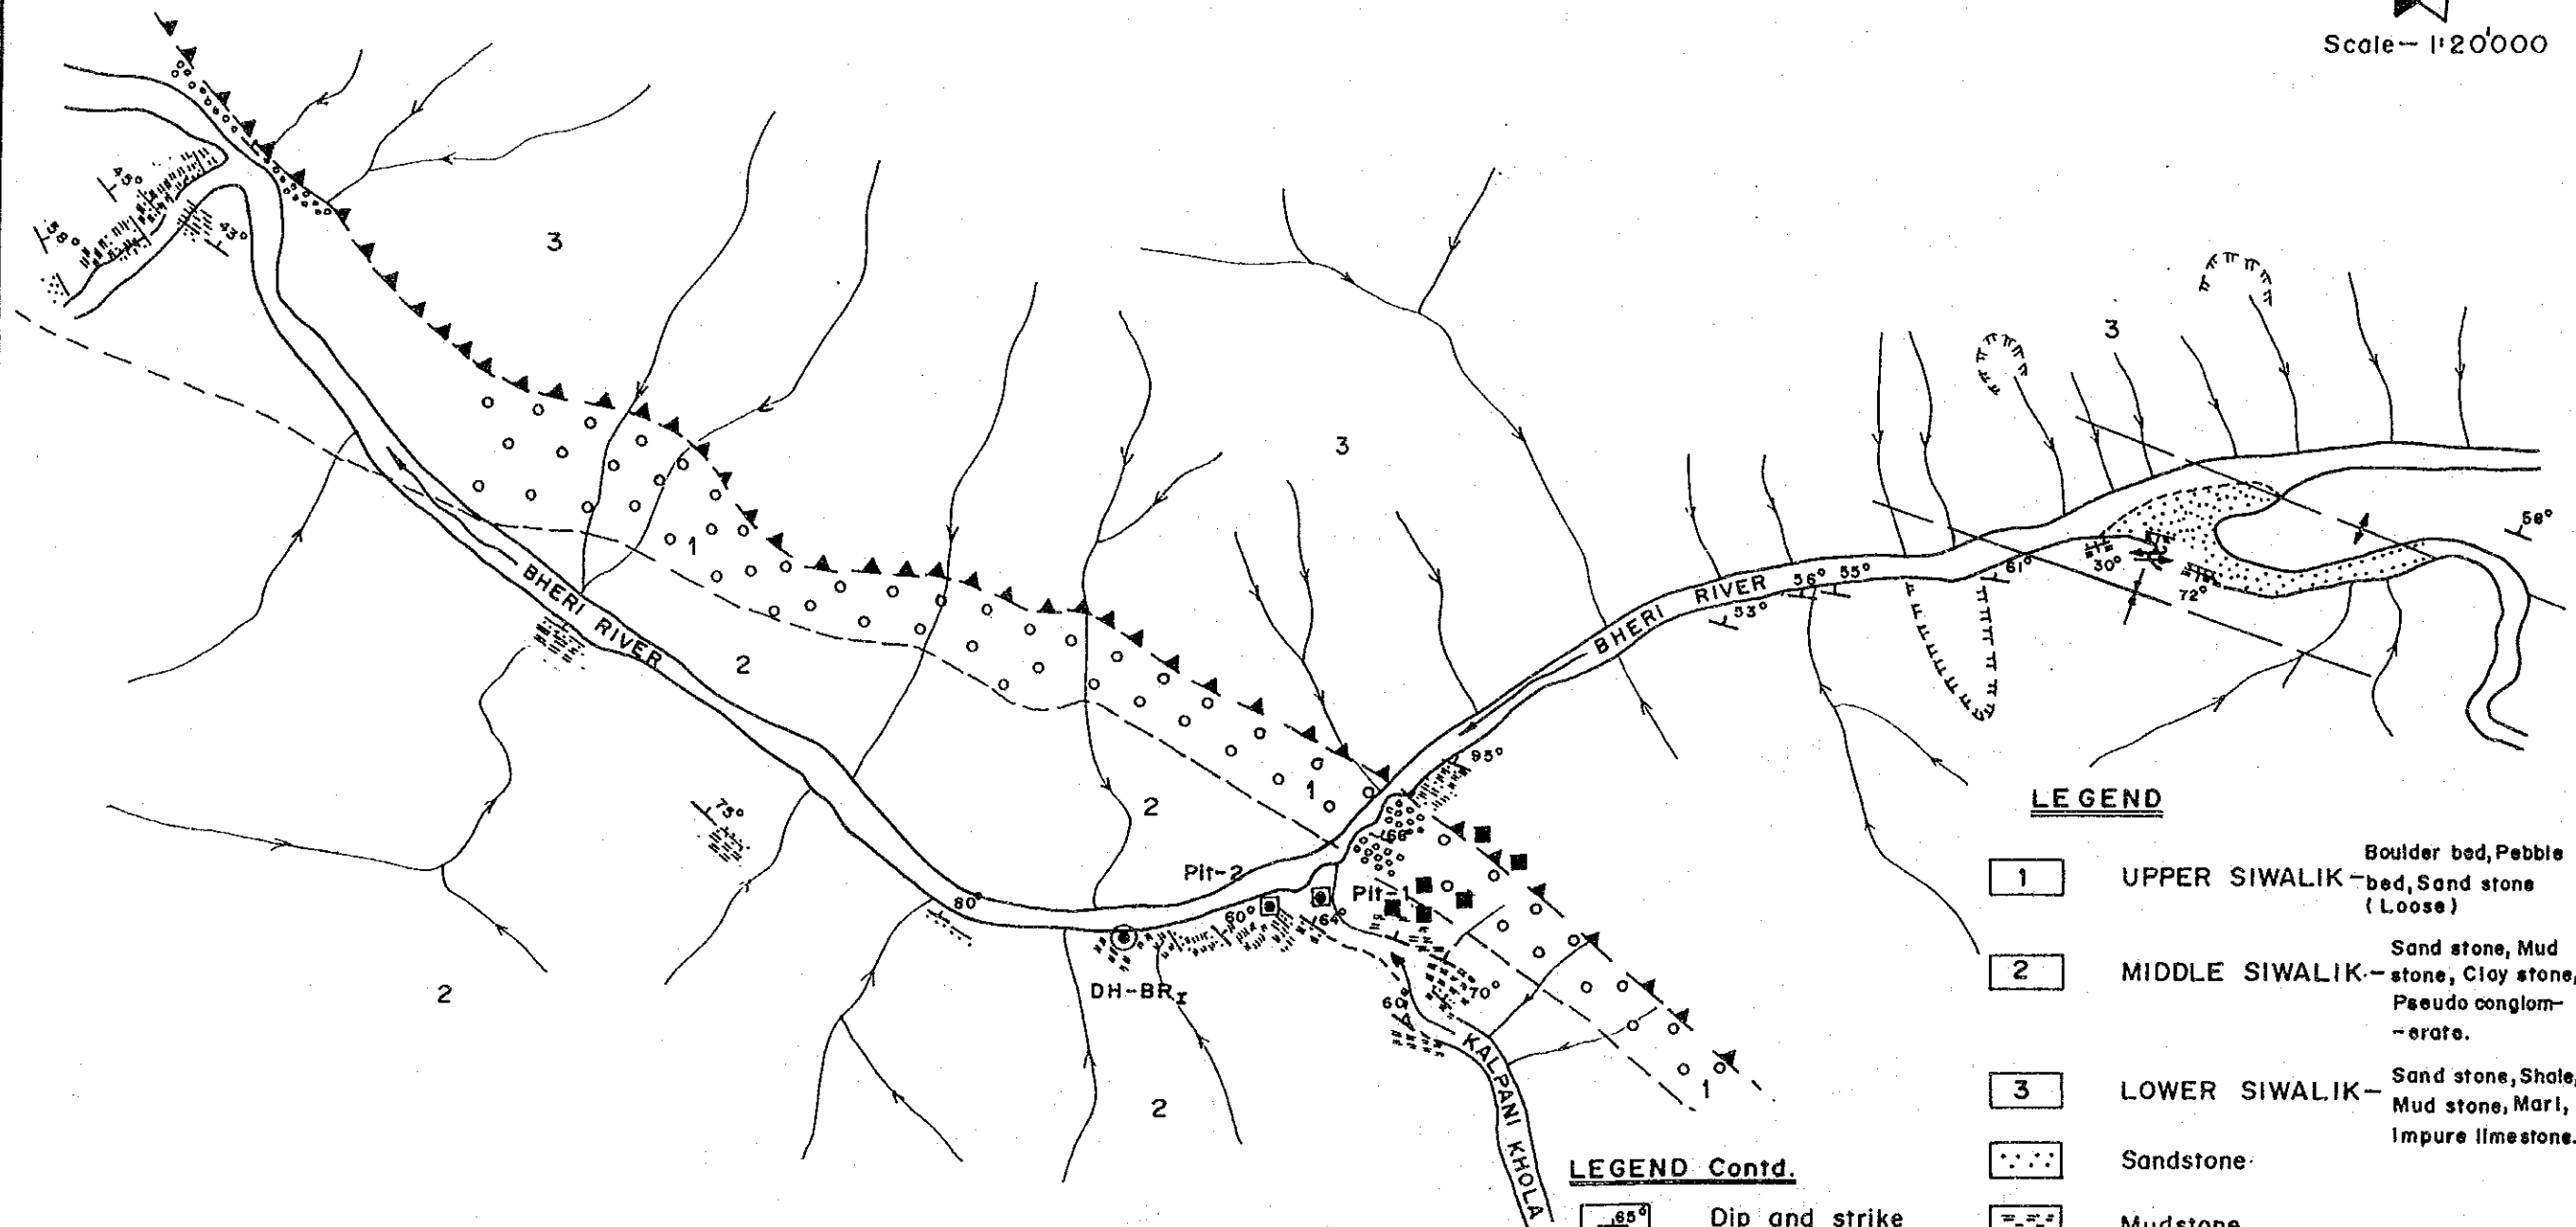 Scale- 1:20'000
45°
58°
43°
3
3
3
1
BHERI RIVER
2
BHERI RIVER
53°
56°
55°
61°
30°
72°
58°
75°
2
1
95°
66°
Pit-2
Pit-1
80°
60°
64°
DH-BR I
70°
60°
2
2
1
KALPANI KHOLA
LEGEND
1 UPPER SIWALIK- Boulder bed, Pebble
bed, Sand stone
(Loose)
2 MIDDLE SIWALIK- Sand stone, Mud
stone, Clay stone,
Pseudo conglom-
-erate.
3 LOWER SIWALIK- Sand stone, Shale,
Mud stone, Marl,
Impure limestone.
Sandstone
Mudstone
LEGEND Contd.
65° Dip and strike